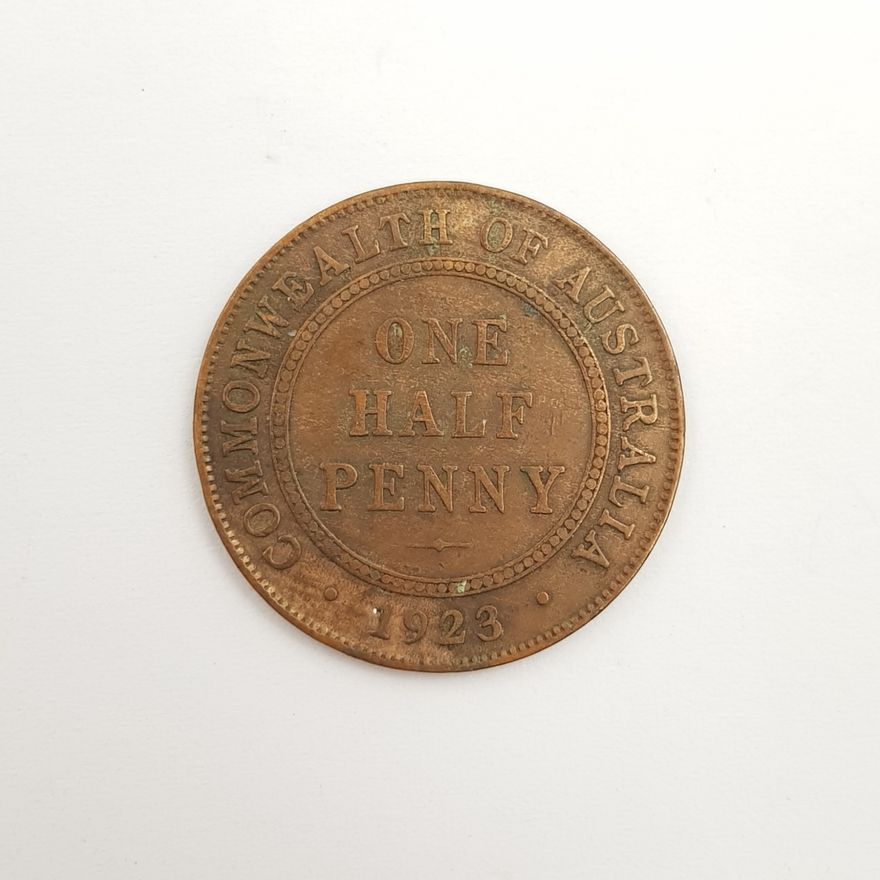 COMMONWEALTH OF AUSTRALIA
ONE
HALF
PENNY
1923